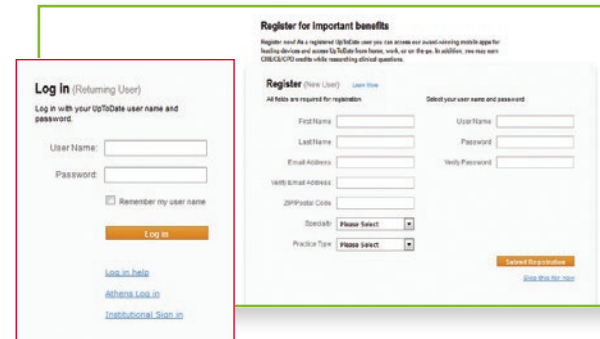 Register for important benefits
Register now! As a registered UpToDate user you can access our award-winning mobile apps for
leading devices and access UpToDate from home, work, or on the go. In addition, you may earn
CME/CE/CPD credits while researching clinical questions.
Register (New User) Learn More
All fields are required for registration
First Name
Last Name
Email Address
Verify Email Address
ZIP/Postal Code
Specialty Please Select
Practice Type Please Select
Select your user name and password
User Name
Password
Verify Password
Submit Registration
Skip this for now
Log in (Returning User)
Log in with your UpToDate user name and
password.
User Name:
Password:
Remember my user name
Log in
Log in help
Athens Log in
Institutional Sign in